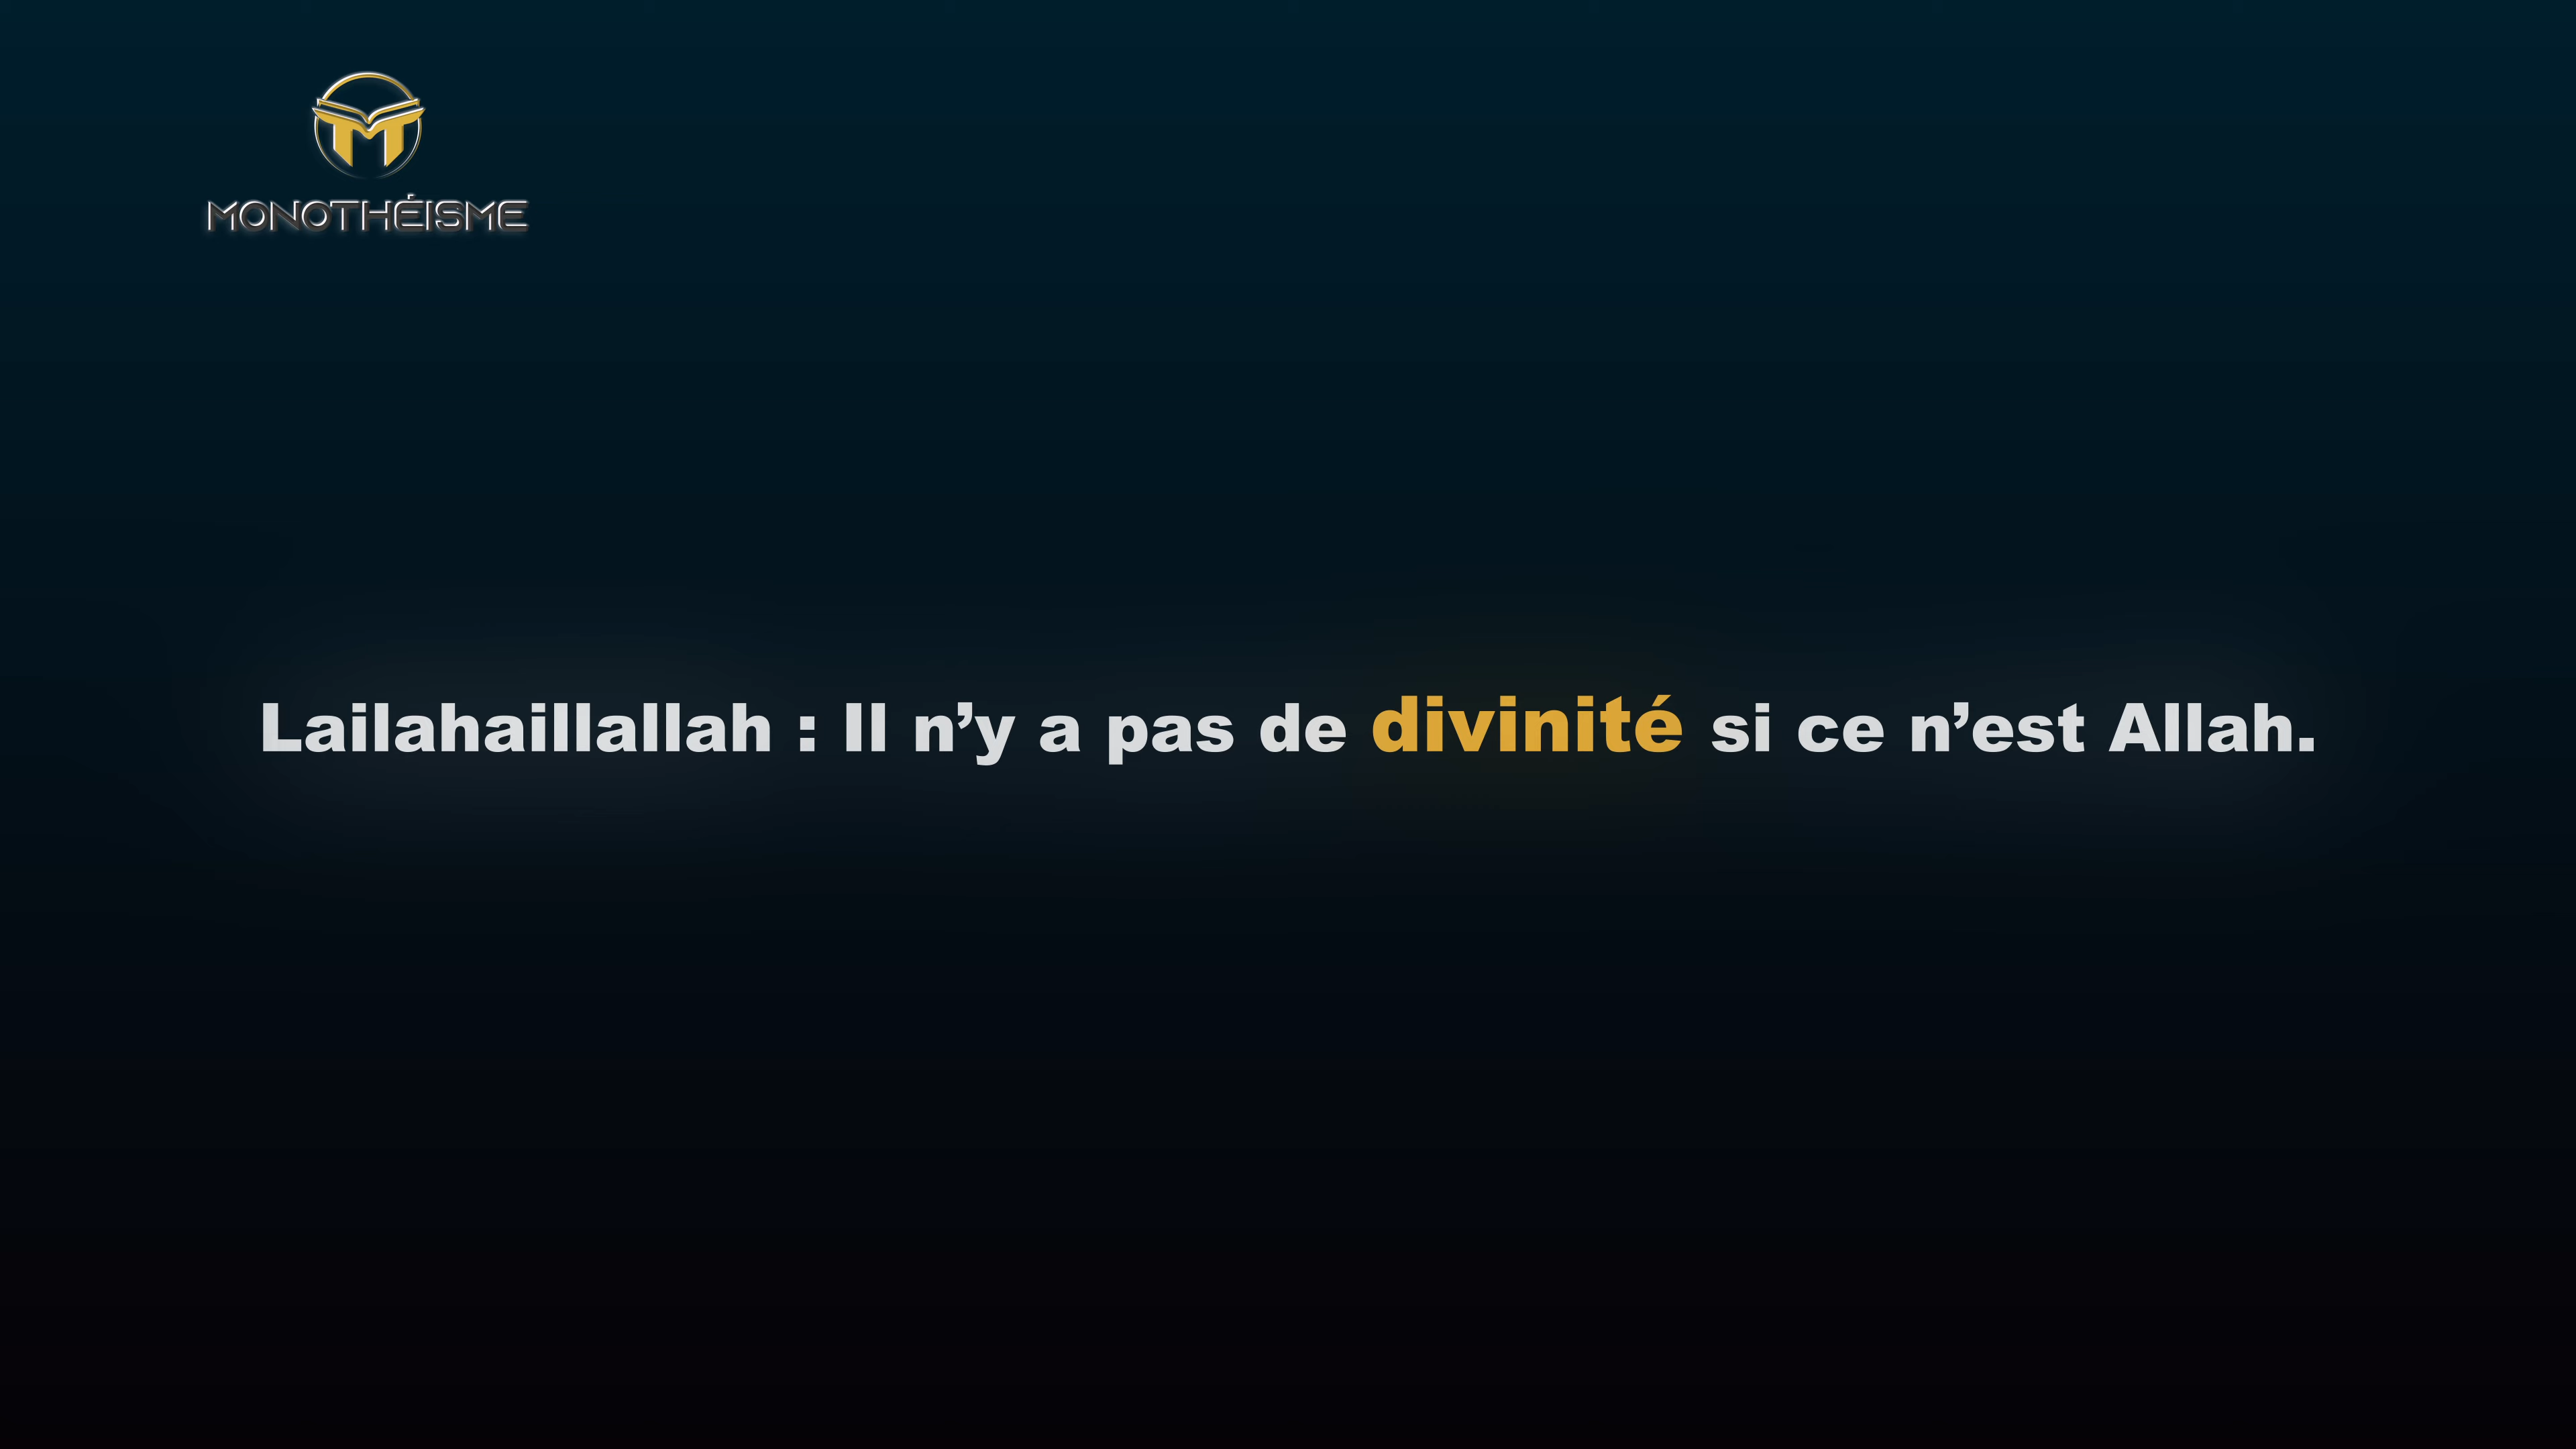 MONOTHÉISME
Lailahaillallah : Il n’y a pas de divinité si ce n’est Allah.